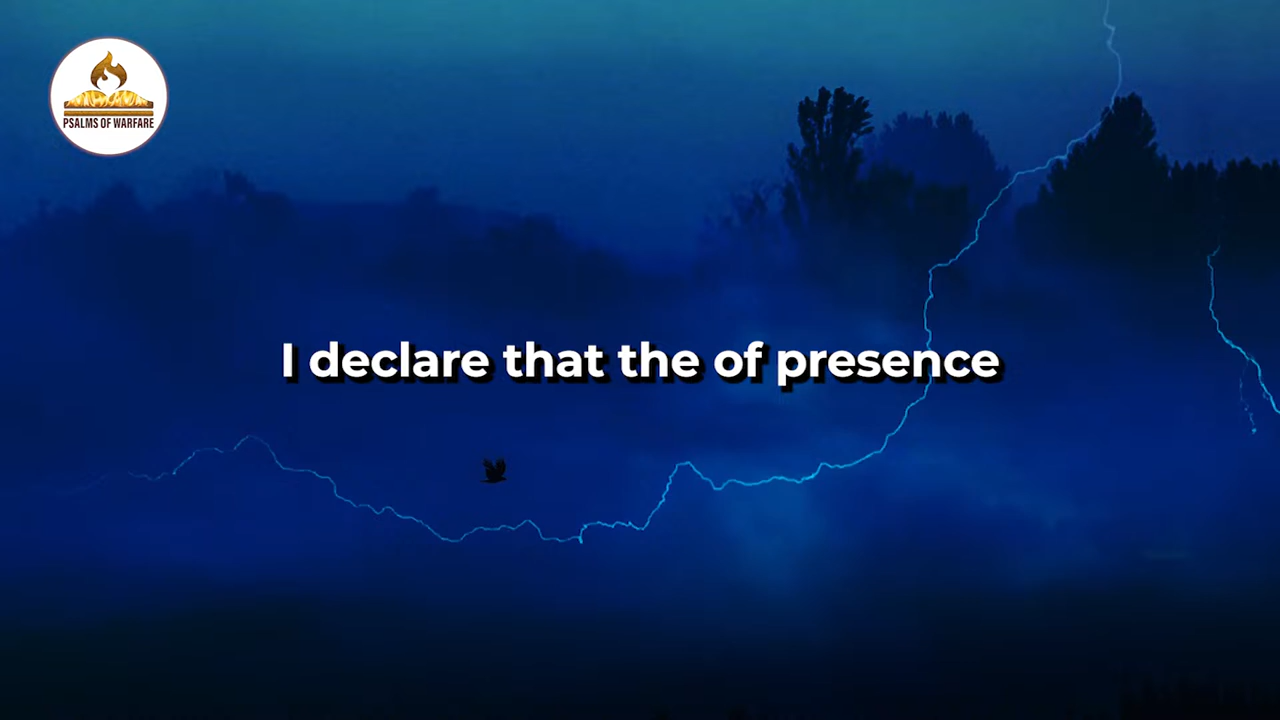 PSALMS OF WARFARE
I declare that the of presence